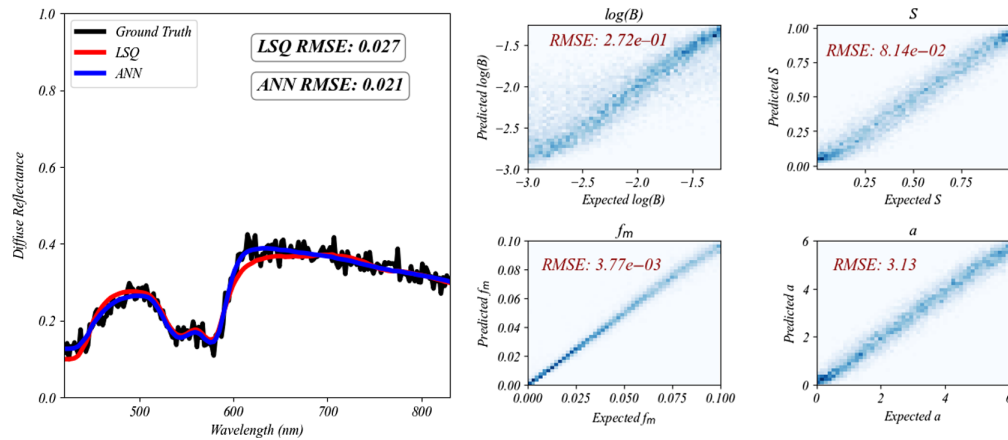 Ground Truth
LSQ
ANN
LSQ RMSE: 0.027
ANN RMSE: 0.021
1.0
0.8
0.6
0.4
0.2
0.0
Diffuse Reflectance
500
600
700
800
Wavelength (nm)
log(B)
RMSE: 2.72e−01
−1.5
−2.0
−2.5
−3.0
Predicted log(B)
−3.0
−2.5
−2.0
−1.5
Expected log(B)
S
RMSE: 8.14e−02
1.00
0.75
0.50
0.25
0.00
Predicted S
0.25
0.50
0.75
Expected S
fm
RMSE: 3.77e−03
0.10
0.08
0.06
0.04
0.02
0.00
Predicted fm
0.000
0.025
0.050
0.075
0.100
Expected fm
a
RMSE: 3.13
6
4
2
0
Predicted a
0
2
4
6
Expected a